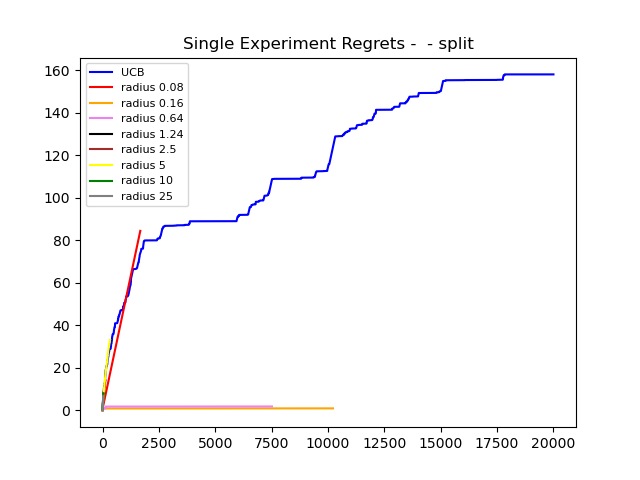 Single Experiment Regrets -  - split
UCB
radius 0.08
radius 0.16
radius 0.64
radius 1.24
radius 2.5
radius 5
radius 10
radius 25
160
140
120
100
80
60
40
20
0
0 2500 5000 7500 10000 12500 15000 17500 20000